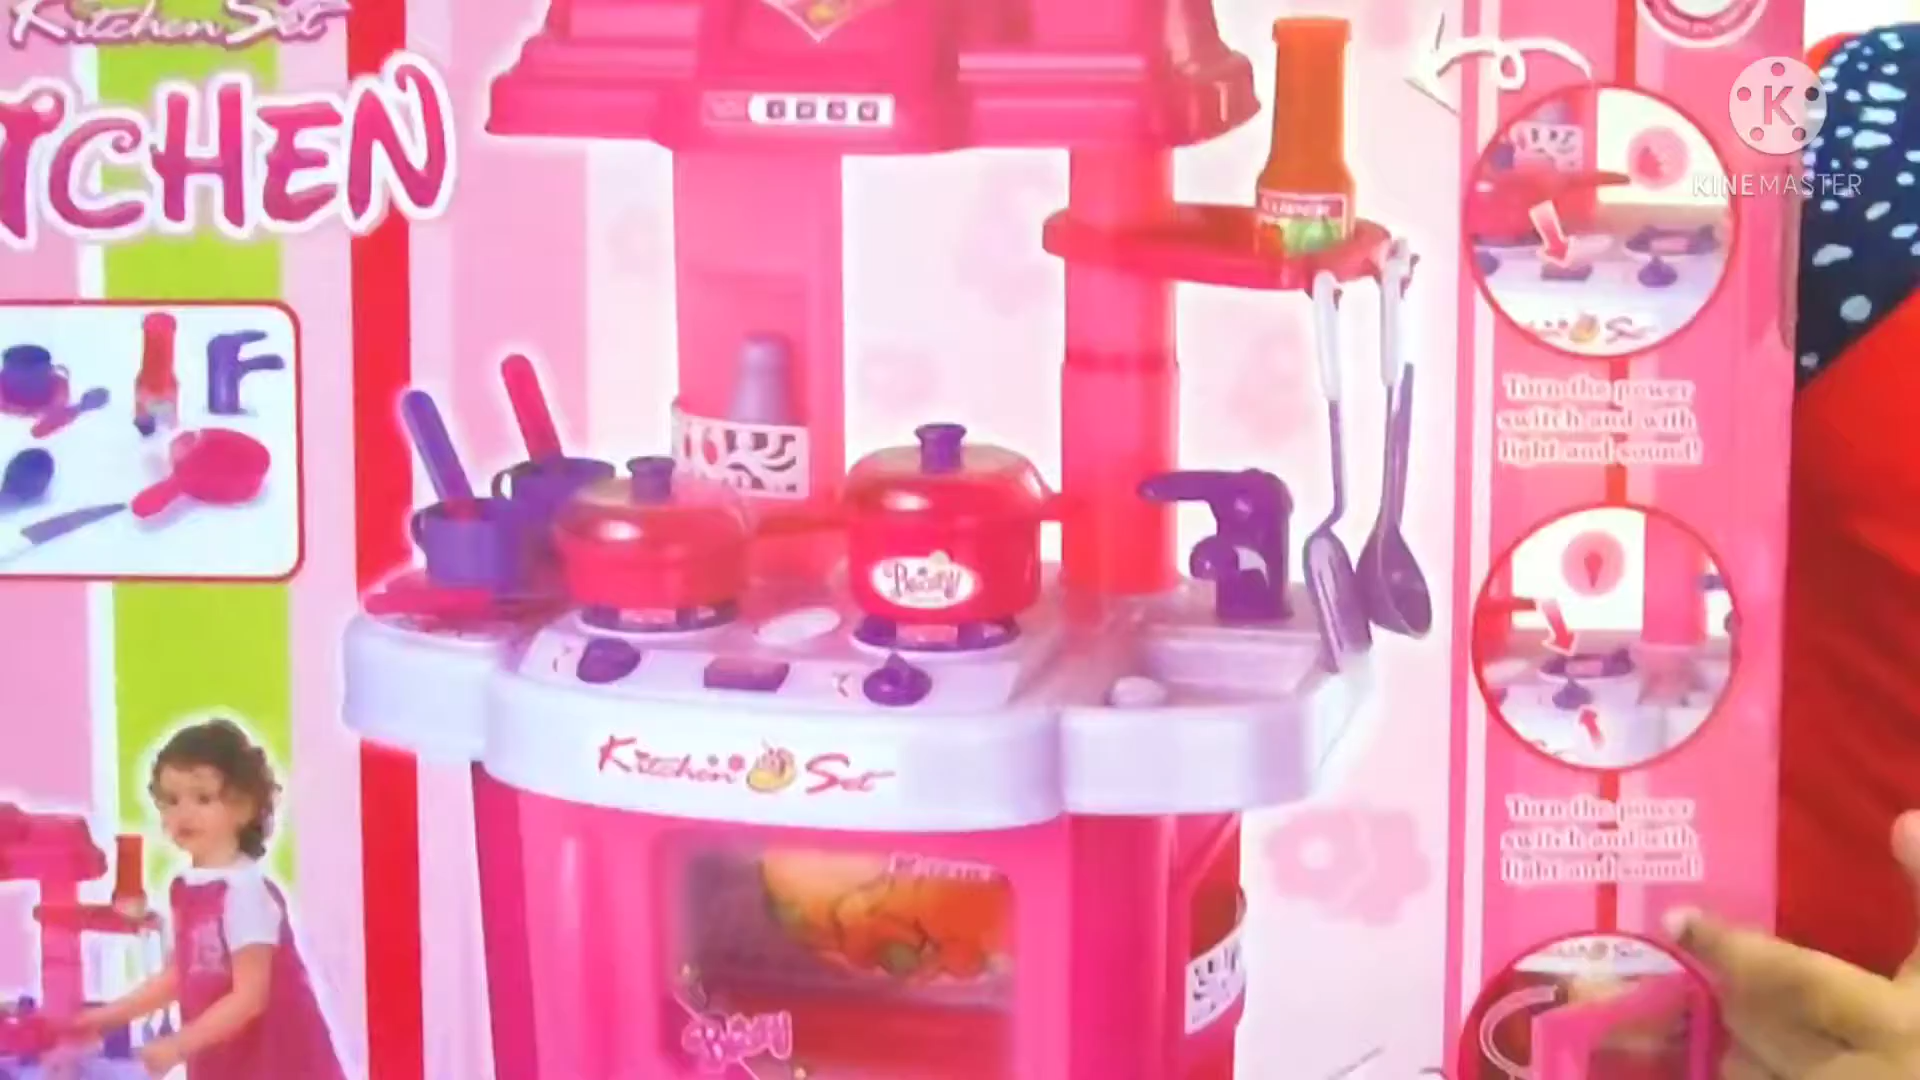 Kitchen Set
TCHEN
KINEMASTER
Turn the power
switch and with
light and sound!
Kitchen Set
Turn the power
switch and with
light and sound!